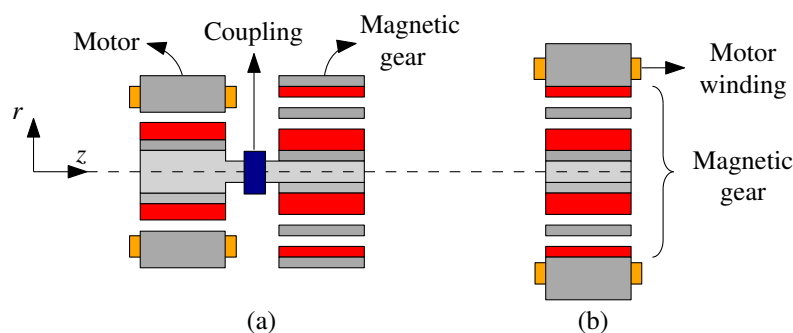 Motor
Coupling
Magnetic
gear
Motor
winding
r
z
Magnetic
gear
(a)
(b)